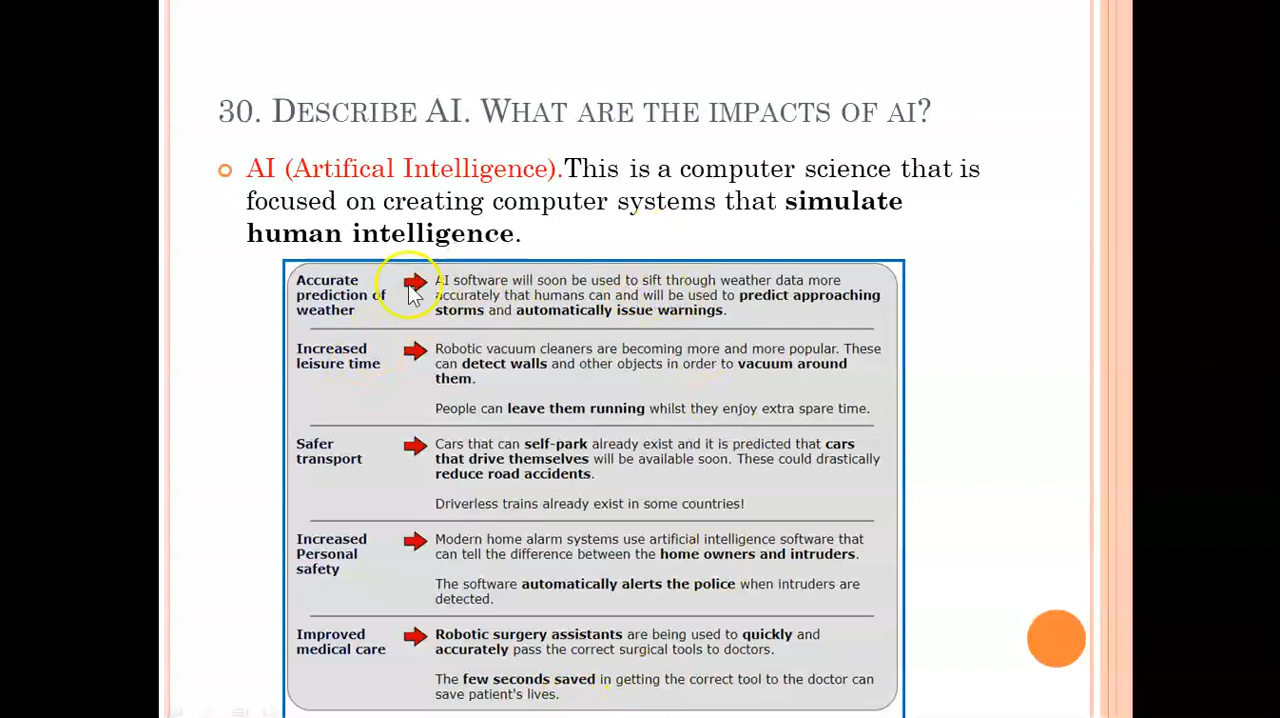 30. DESCRIBE AI. WHAT ARE THE IMPACTS OF AI?
AI (Artifical Intelligence).This is a computer science that is
focused on creating computer systems that simulate
human intelligence.
Accurate
prediction of
weather
AI software will soon be used to sift through weather data more
accurately that humans can and will be used to predict approaching
storms and automatically issue warnings.
Increased
leisure time
Robotic vacuum cleaners are becoming more and more popular. These
can detect walls and other objects in order to vacuum around
them.
People can leave them running whilst they enjoy extra spare time.
Safer
transport
Cars that can self-park already exist and it is predicted that cars
that drive themselves will be available soon. These could drastically
reduce road accidents.
Driverless trains already exist in some countries!
Increased
Personal
safety
Modern home alarm systems use artificial intelligence software that
can tell the difference between the home owners and intruders.
The software automatically alerts the police when intruders are
detected.
Improved
medical care
Robotic surgery assistants are being used to quickly and
accurately pass the correct surgical tools to doctors.
The few seconds saved in getting the correct tool to the doctor can
save patient's lives.